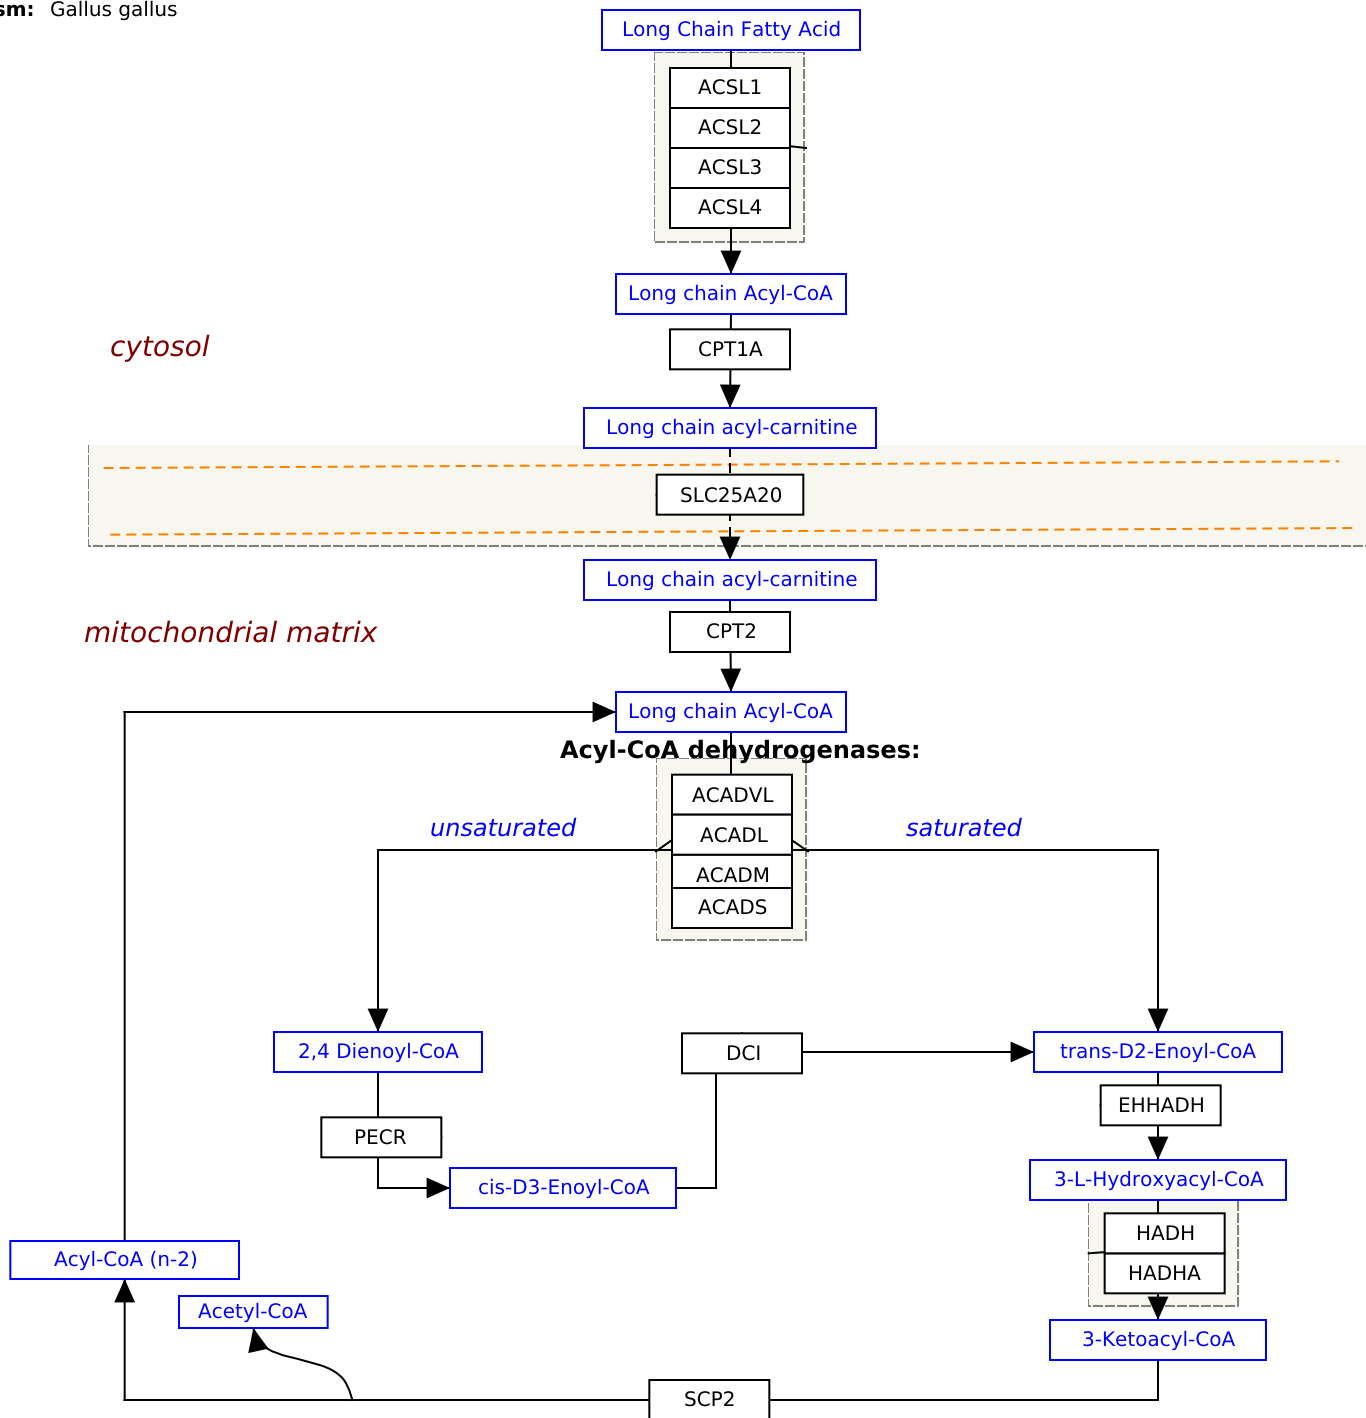 sm: Gallus gallus
Long Chain Fatty Acid
ACSL1
ACSL2
ACSL3
ACSL4
Long chain Acyl-CoA
cytosol
CPT1A
Long chain acyl-carnitine
SLC25A20
Long chain acyl-carnitine
mitochondrial matrix
CPT2
Long chain Acyl-CoA
Acyl-CoA dehydrogenases:
ACADVL
unsaturated
ACADL
saturated
ACADM
ACADS
2,4 Dienoyl-CoA
DCI
trans-D2-Enoyl-CoA
EHHADH
PECR
cis-D3-Enoyl-CoA
3-L-Hydroxyacyl-CoA
HADH
Acyl-CoA (n-2)
HADHA
Acetyl-CoA
3-Ketoacyl-CoA
SCP2